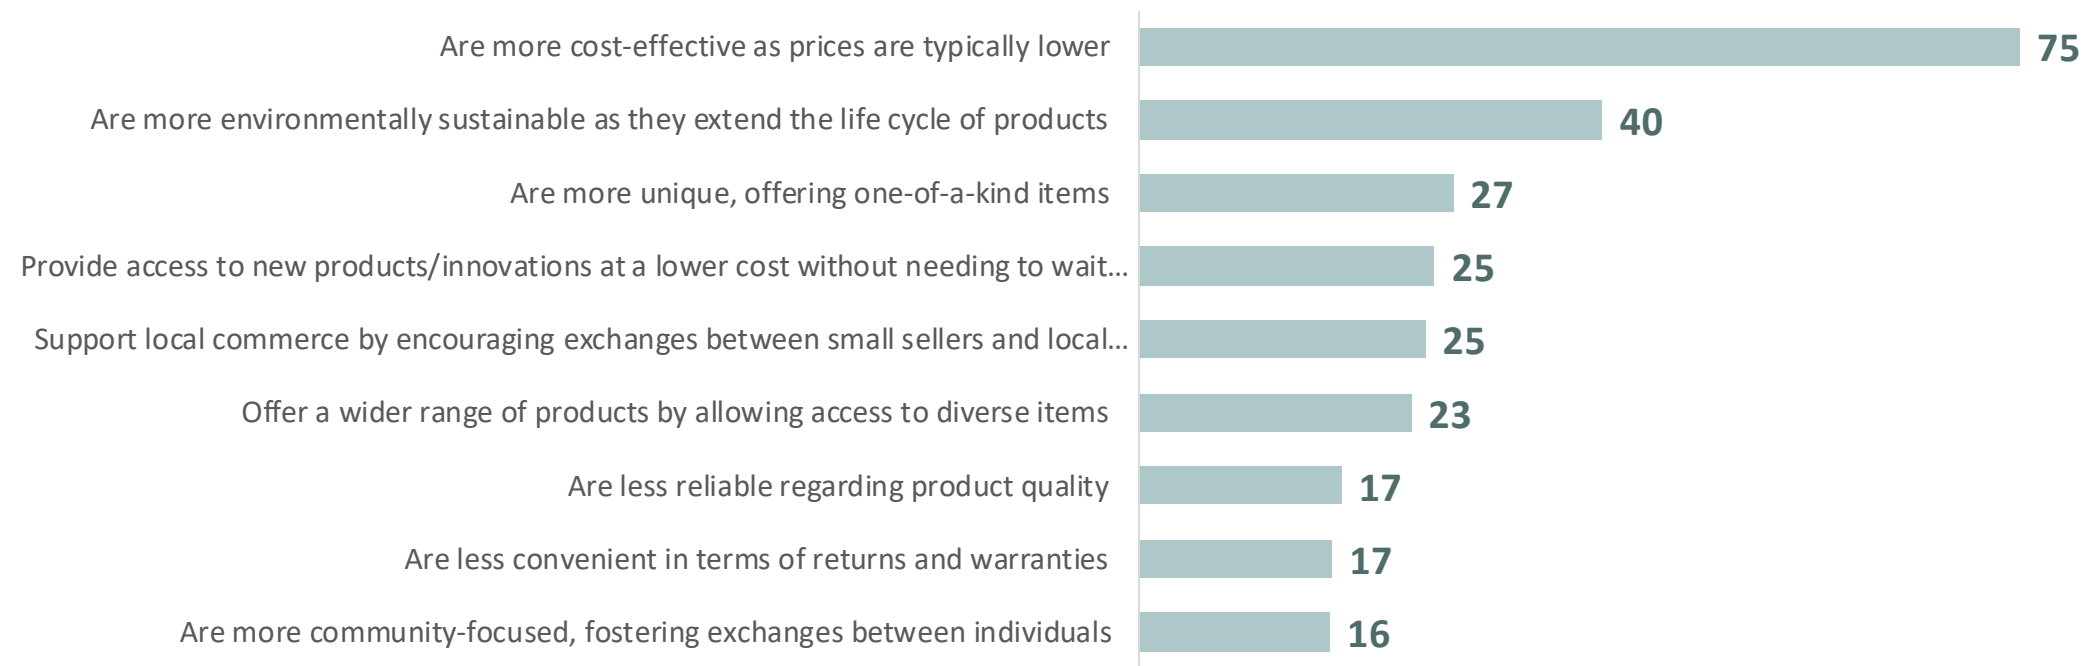 Are more cost-effective as prices are typically lower 75
Are more environmentally sustainable as they extend the life cycle of products 40
Are more unique, offering one-of-a-kind items 27
Provide access to new products/innovations at a lower cost without needing to wait... 25
Support local commerce by encouraging exchanges between small sellers and local... 25
Offer a wider range of products by allowing access to diverse items 23
Are less reliable regarding product quality 17
Are less convenient in terms of returns and warranties 17
Are more community-focused, fostering exchanges between individuals 16